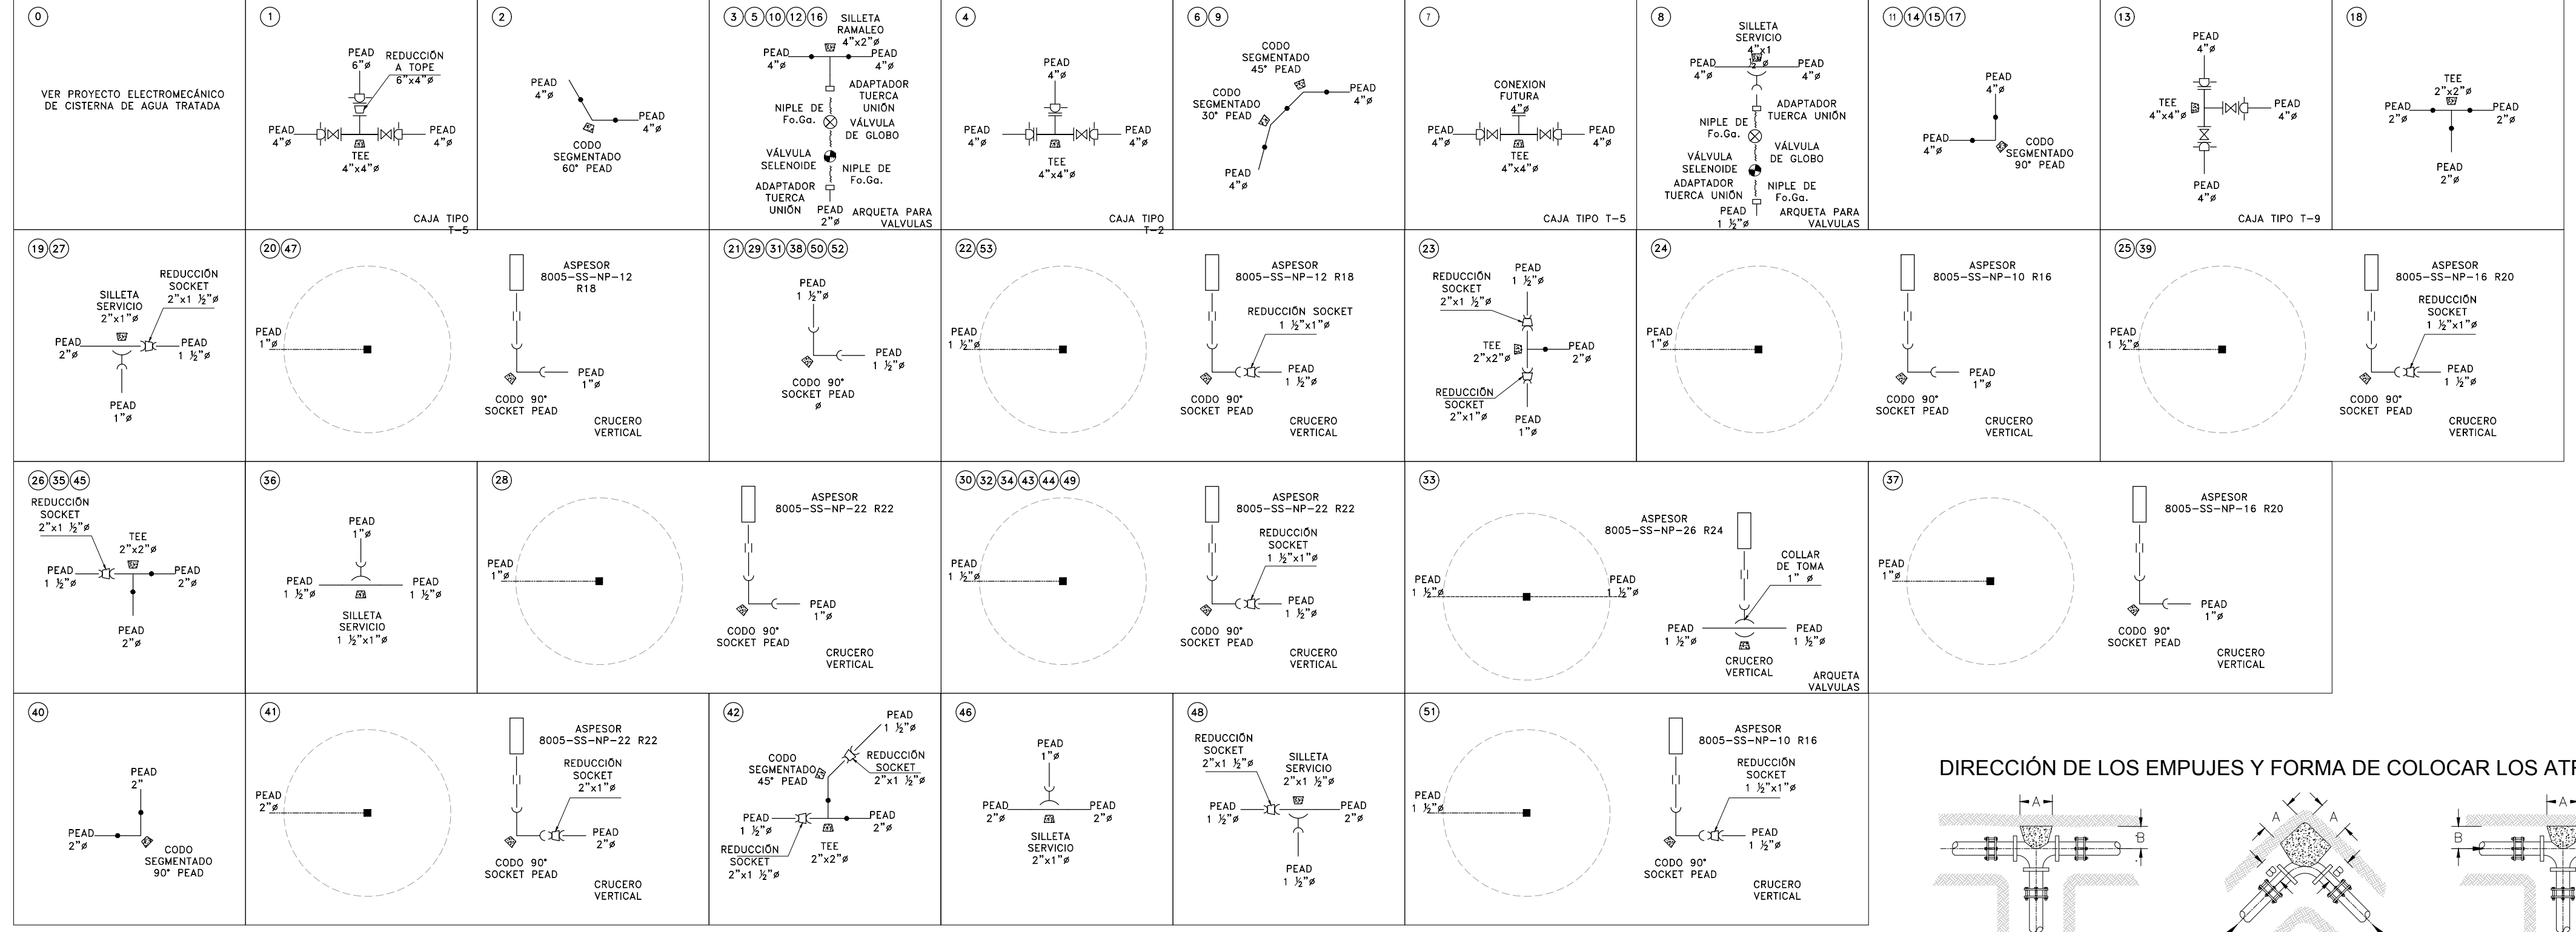 0
VER PROYECTO ELECTROMECÁNICO
DE CISTERNA DE AGUA TRATADA
1
PEAD
6"ø
REDUCCIÓN
A TOPE
6"x4"ø
PEAD
4"ø
PEAD
4"ø
TEE
4"x4"ø
CAJA TIPO
T-5
2
PEAD
4"ø
PEAD
4"ø
CODO
SEGMENTADO
60° PEAD
3 5 10 12 16
SILLETA
RAMALEO
4"x2"ø
PEAD
4"ø
PEAD
4"ø
ADAPTADOR
TUERCA
UNIÓN
NIPLE DE
Fo.Ga.
VÁLVULA
DE GLOBO
VÁLVULA
SELENOIDE
NIPLE DE
Fo.Ga.
ADAPTADOR
TUERCA
UNIÓN
PEAD
2"ø
ARQUETA PARA
VALVULAS
4
PEAD
4"ø
PEAD
4"ø
PEAD
4"ø
TEE
4"x4"ø
CAJA TIPO
T-2
6 9
CODO
SEGMENTADO
45° PEAD
PEAD
4"ø
CODO
SEGMENTADO
30° PEAD
PEAD
4"ø
7
CONEXION
FUTURA
4"ø
PEAD
4"ø
PEAD
4"ø
TEE
4"x4"ø
CAJA TIPO T-5
8
SILLETA
SERVICIO
4"x1
½"ø
PEAD
4"ø
PEAD
4"ø
ADAPTADOR
TUERCA UNIÓN
NIPLE DE
Fo.Ga.
VÁLVULA
DE GLOBO
VÁLVULA
SELENOIDE
ADAPTADOR
TUERCA UNIÓN
NIPLE DE
Fo.Ga.
PEAD
1 ½"ø
ARQUETA PARA
VALVULAS
11 14 15 17
PEAD
4"ø
PEAD
4"ø
CODO
SEGMENTADO
90° PEAD
13
PEAD
4"ø
TEE
4"x4"ø
PEAD
4"ø
PEAD
4"ø
CAJA TIPO T-9
18
TEE
2"x2"ø
PEAD
2"ø
PEAD
2"ø
PEAD
2"ø
19 27
REDUCCIÓN
SOCKET
2"x1 ½"ø
SILLETA
SERVICIO
2"x1"ø
PEAD
2"ø
PEAD
1 ½"ø
PEAD
1"ø
20 47
PEAD
1"ø
ASPESOR
8005-SS-NP-12
R18
PEAD
1"ø
CODO 90°
SOCKET PEAD
CRUCERO
VERTICAL
21 29 31 38 50 52
PEAD
1 ½"ø
PEAD
1 ½"ø
CODO 90°
SOCKET PEAD
ø
22 53
PEAD
1 ½"ø
ASPESOR
8005-SS-NP-12 R18
REDUCCIÓN SOCKET
1 ½"x1"ø
PEAD
1 ½"ø
CODO 90°
SOCKET PEAD
CRUCERO
VERTICAL
23
REDUCCIÓN
SOCKET
2"x1 ½"ø
PEAD
1 ½"ø
TEE
2"x2"ø
PEAD
2"ø
REDUCCIÓN
SOCKET
2"x1"ø
PEAD
1"ø
24
PEAD
1"ø
ASPESOR
8005-SS-NP-10 R16
PEAD
1"ø
CODO 90°
SOCKET PEAD
CRUCERO
VERTICAL
25 39
PEAD
1 ½"ø
ASPESOR
8005-SS-NP-16 R20
REDUCCIÓN
SOCKET
1 ½"x1"ø
PEAD
1 ½"ø
CODO 90°
SOCKET PEAD
CRUCERO
VERTICAL
26 35 45
REDUCCIÓN
SOCKET
2"x1 ½"ø
TEE
2"x2"ø
PEAD
1 ½"ø
PEAD
2"ø
PEAD
2"ø
36
PEAD
1"ø
PEAD
1 ½"ø
PEAD
1 ½"ø
SILLETA
SERVICIO
1 ½"x1"ø
28
PEAD
1"ø
ASPESOR
8005-SS-NP-22 R22
PEAD
1"ø
CODO 90°
SOCKET PEAD
CRUCERO
VERTICAL
30 32 34 43 44 49
PEAD
1 ½"ø
ASPESOR
8005-SS-NP-22 R22
REDUCCIÓN
SOCKET
1 ½"x1"ø
PEAD
1 ½"ø
CODO 90°
SOCKET PEAD
CRUCERO
VERTICAL
33
PEAD
1 ½"ø
PEAD
1 ½"ø
ASPESOR
8005-SS-NP-26 R24
COLLAR
DE TOMA
1" ø
PEAD
1 ½"ø
PEAD
1 ½"ø
CRUCERO
VERTICAL
ARQUETA
VALVULAS
37
PEAD
1"ø
ASPESOR
8005-SS-NP-16 R20
PEAD
1"ø
CODO 90°
SOCKET PEAD
CRUCERO
VERTICAL
40
PEAD
2"
PEAD
2"ø
CODO
SEGMENTADO
90° PEAD
41
PEAD
2"ø
ASPESOR
8005-SS-NP-22 R22
REDUCCIÓN
SOCKET
2"x1"ø
PEAD
2"ø
CODO 90°
SOCKET PEAD
CRUCERO
VERTICAL
42
PEAD
1 ½"ø
CODO
SEGMENTADO
45° PEAD
REDUCCIÓN
SOCKET
2"x1 ½"ø
PEAD
1 ½"ø
PEAD
2"ø
REDUCCIÓN
SOCKET
2"x1 ½"ø
TEE
2"x2"ø
46
PEAD
1"ø
PEAD
2"ø
PEAD
2"ø
SILLETA
SERVICIO
2"x1"ø
48
REDUCCIÓN
SOCKET
2"x1 ½"ø
SILLETA
SERVICIO
2"x1 ½"ø
PEAD
1 ½"ø
PEAD
2"ø
PEAD
1 ½"ø
51
PEAD
1 ½"ø
ASPESOR
8005-SS-NP-10 R16
REDUCCIÓN
SOCKET
1 ½"x1"ø
PEAD
1 ½"ø
CODO 90°
SOCKET PEAD
CRUCERO
VERTICAL
DIRECCIÓN DE LOS EMPUJES Y FORMA DE COLOCAR LOS
A
B
A
A
B
B
A
B